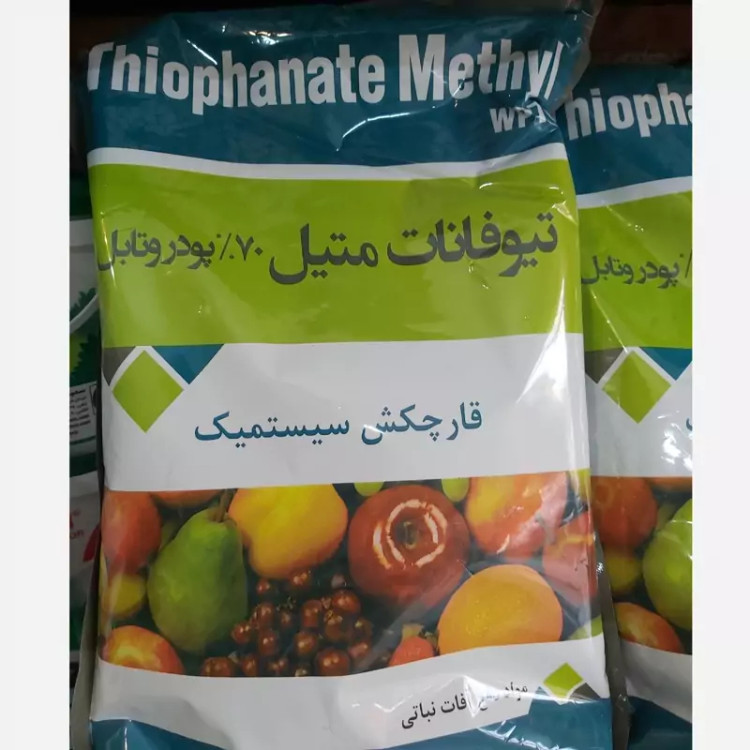 Thiophanate Methyl
WP
تیوفانات متیل ۷۰٪ پودر وتابل
قارچکش سیستمیک
آفات نباتی